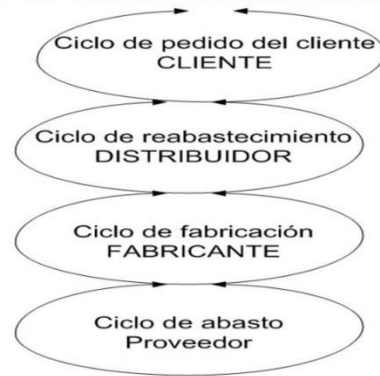 Ciclo de pedido del cliente
CLIENTE
Ciclo de reabastecimiento
DISTRIBUIDOR
Ciclo de fabricación
FABRICANTE
Ciclo de abasto
Proveedor